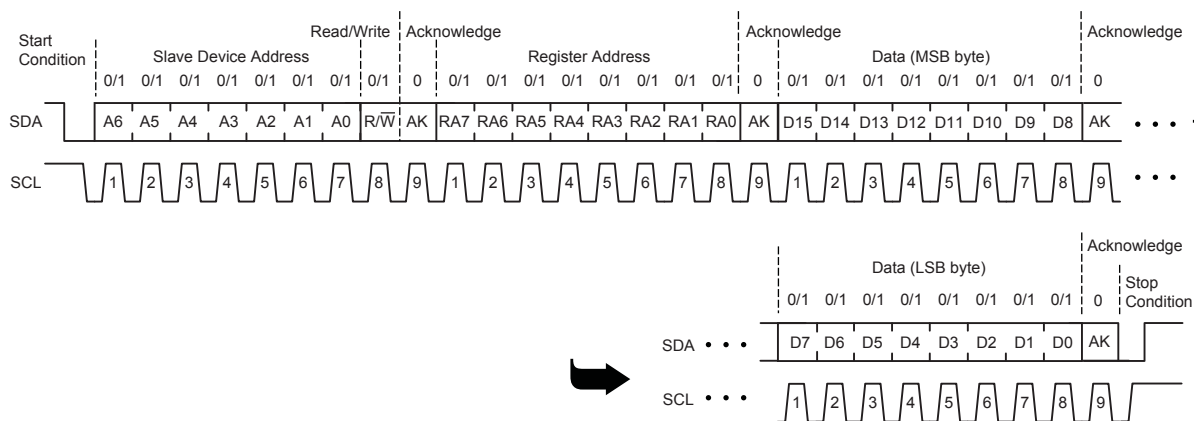 Start Condition
Slave Device Address
Read/Write
Acknowledge
Register Address
Acknowledge
Data (MSB byte)
Acknowledge
0/1 0/1 0/1 0/1 0/1 0/1 0/1 0/1 0 0/1 0/1 0/1 0/1 0/1 0/1 0/1 0/1 0 0/1 0/1 0/1 0/1 0/1 0/1 0/1 0/1 0
SDA A6 A5 A4 A3 A2 A1 A0 R/W̅ AK RA7 RA6 RA5 RA4 RA3 RA2 RA1 RA0 AK D15 D14 D13 D12 D11 D10 D9 D8 AK • • • •
SCL 1 2 3 4 5 6 7 8 9 1 2 3 4 5 6 7 8 9 1 2 3 4 5 6 7 8 9 • • •
Data (LSB byte)
Acknowledge
Stop Condition
0/1 0/1 0/1 0/1 0/1 0/1 0/1 0/1 0
SDA • • • D7 D6 D5 D4 D3 D2 D1 D0 AK
SCL • • • 1 2 3 4 5 6 7 8 9